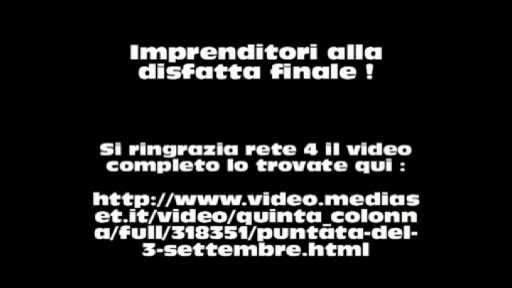 Imprenditori alla
disfatta finale !
Si ringrazia rete 4 il video
completo lo trovate qui :
http://www.video.medias
et.it/video/quinta_colonn
a/full/318351/puntata-del-
3-settembre.html